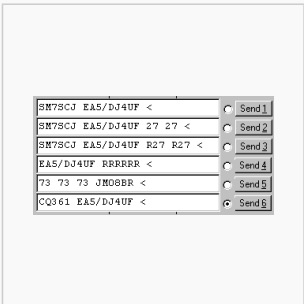 SM7SCJ EA5/DJ4UF < Send 1
SM7SCJ EA5/DJ4UF 27 27 < Send 2
SM7SCJ EA5/DJ4UF R27 R27 < Send 3
EA5/DJ4UF RRRRRR < Send 4
73 73 73 JM08BR < Send 5
CQ361 EA5/DJ4UF < Send 6